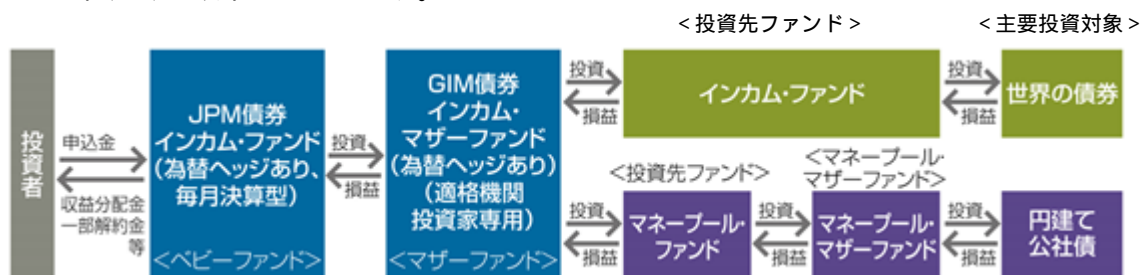 <投資先ファンド>
<主要投資対象>
投資者
申込金
収益分配金
一部解約金
等
JPM債券
インカム・ファンド
(為替ヘッジあり、
毎月決算型)
<ベビーファンド>
投資
損益
GIM債券
インカム・
マザーファンド
(為替ヘッジあり)
(適格機関
投資家専用)
<マザーファンド>
投資
損益
インカム・ファンド
投資
損益
世界の債券
<投資先ファンド>
<マネープール・
マザーファンド>
投資
損益
マネープール・
ファンド
投資
損益
マネープール・
マザーファンド
投資
損益
円建て
公社債